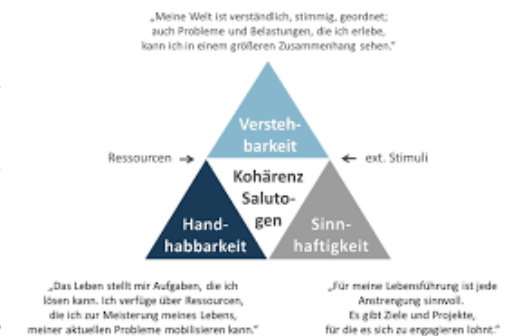 „Meine Welt ist verständlich, stimmig, geordnet;
auch Probleme und Belastungen, die ich erlebe,
kann ich in einem größeren Zusammenhang sehen.“
Versteh-
barkeit
Ressourcen →
← ext. Stimuli
Kohärenz
Saluto-
gen
Hand-
habbarkeit
Sinn-
haftigkeit
„Das Leben stellt mir Aufgaben, die ich
lösen kann. Ich verfüge über Ressourcen,
die ich zur Meisterung meines Lebens,
meiner aktuellen Probleme mobilisieren kann.“
„Für meine Lebensführung ist jede
Anstrengung sinnvoll.
Es gibt Ziele und Projekte,
für die es sich zu engagieren lohnt.“